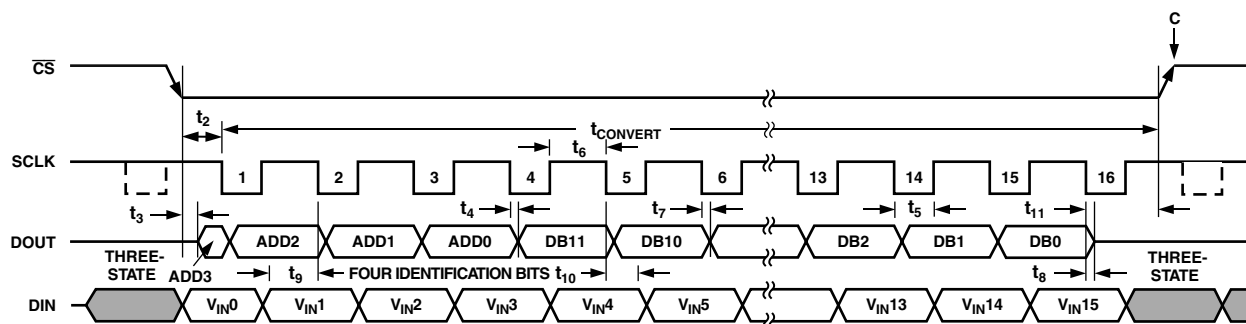 C
CS
t2
tCONVERT
t6
SCLK
1 2 3 4 5 6 13 14 15 16
t3 t4 t7 t5 t11
DOUT
ADD2 ADD1 ADD0 DB11 DB10 DB2 DB1 DB0
THREE-
STATE
ADD3
t9
FOUR IDENTIFICATION BITS
t10
t8
THREE-
STATE
DIN
VIN0 VIN1 VIN2 VIN3 VIN4 VIN5 VIN13 VIN14 VIN15